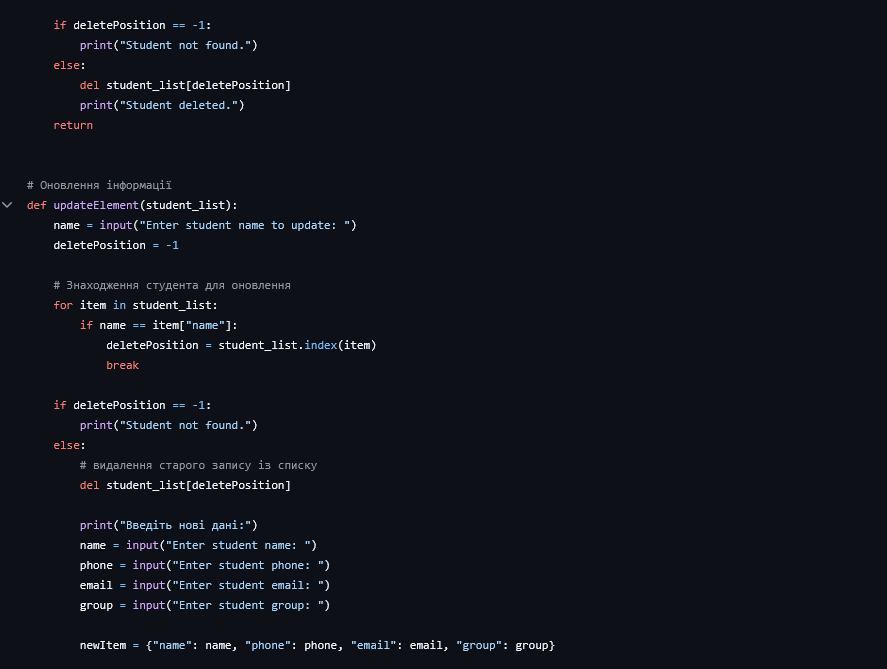 if deletePosition == -1:
        print("Student not found.")
    else:
        del student_list[deletePosition]
        print("Student deleted.")
    return
# Оновлення інформації
def updateElement(student_list):
    name = input("Enter student name to update: ")
    deletePosition = -1
    # Знаходження студента для оновлення
    for item in student_list:
        if name == item["name"]:
            deletePosition = student_list.index(item)
            break
    if deletePosition == -1:
        print("Student not found.")
    else:
        # видалення старого запису із списку
        del student_list[deletePosition]
        print("Введіть нові дані:")
        name = input("Enter student name: ")
        phone = input("Enter student phone: ")
        email = input("Enter student email: ")
        group = input("Enter student group: ")
        newItem = {"name": name, "phone": phone, "email": email, "group": group}